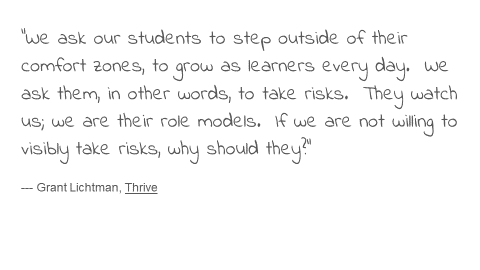 "We ask our students to step outside of their
comfort zones, to grow as learners every day.  We
ask them, in other words, to take risks.  They watch
us; we are their role models.  If we are not willing to
visibly take risks, why should they?"
--- Grant Lichtman, Thrive